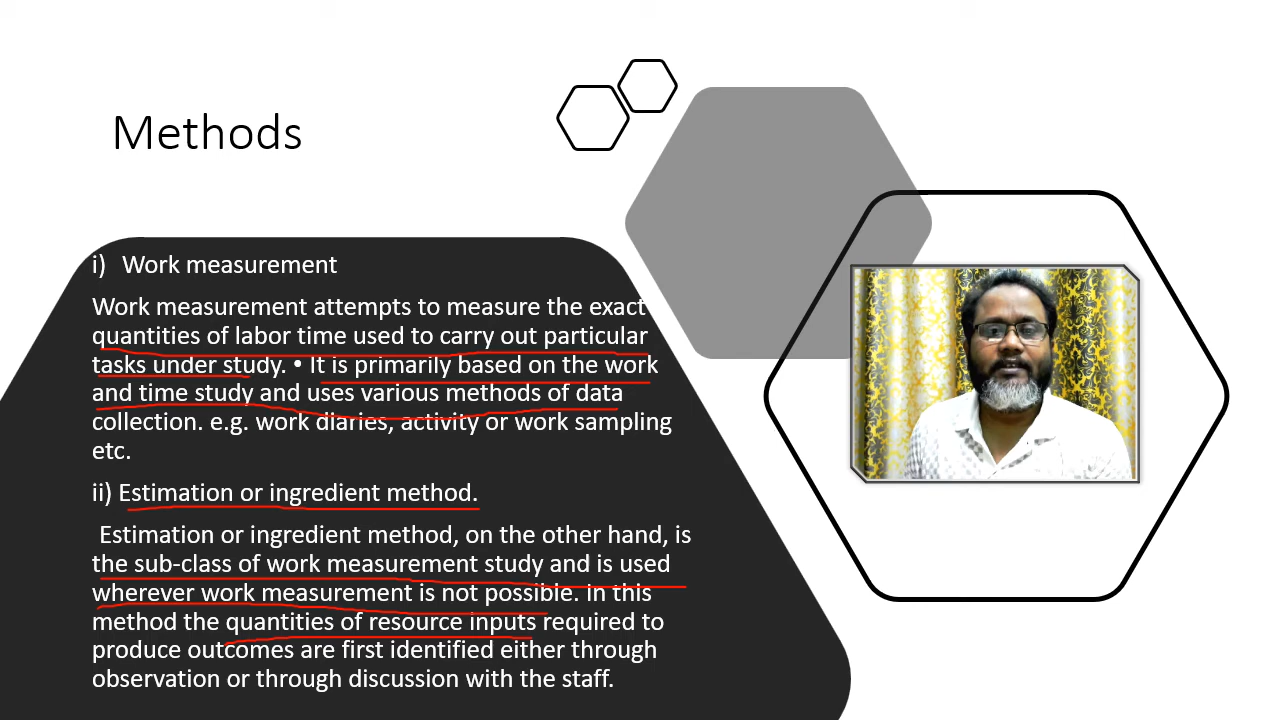 Methods
i) Work measurement
Work measurement attempts to measure the exact
quantities of labor time used to carry out particular
tasks under study. • It is primarily based on the work
and time study and uses various methods of data
collection. e.g. work diaries, activity or work sampling
etc.
ii) Estimation or ingredient method.
Estimation or ingredient method, on the other hand, is
the sub-class of work measurement study and is used
wherever work measurement is not possible. In this
method the quantities of resource inputs required to
produce outcomes are first identified either through
observation or through discussion with the staff.